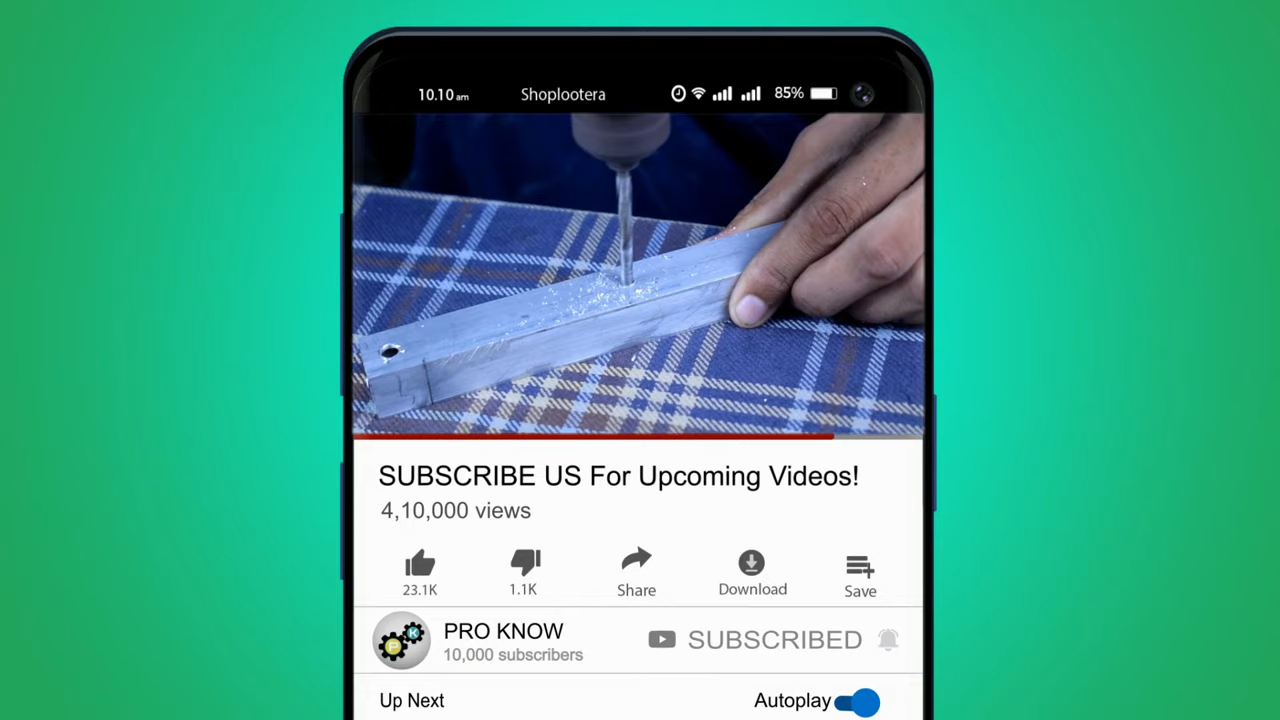 10.10 am Shoplootera 85%
SUBSCRIBE US For Upcoming Videos!
4,10,000 views
23.1K 1.1K Share Download Save
P K PRO KNOW SUBSCRIBED
10,000 subscribers
Up Next Autoplay